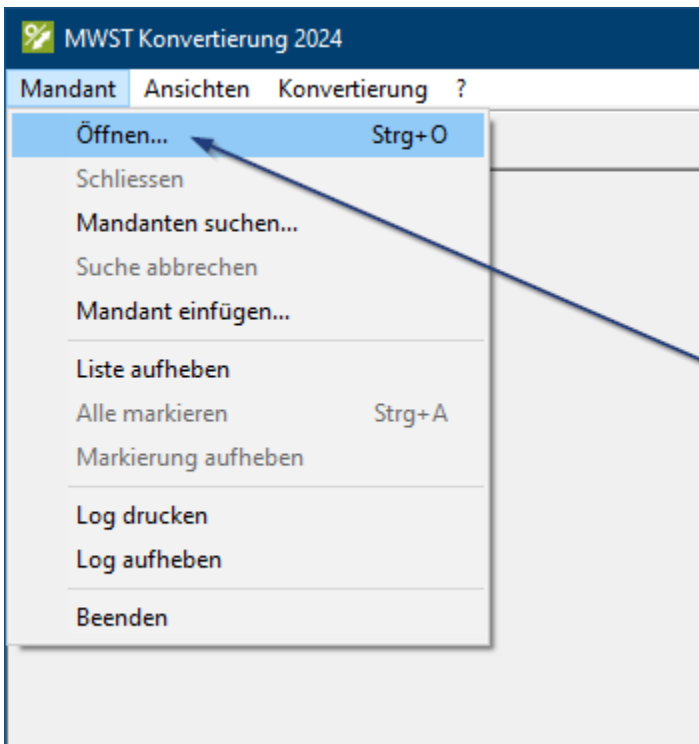 MWST Konvertierung 2024
Mandant Ansichten Konvertierung ?
Öffnen... Strg+O
Schliessen
Mandanten suchen...
Suche abbrechen
Mandant einfügen...
Liste aufheben
Alle markieren Strg+A
Markierung aufheben
Log drucken
Log aufheben
Beenden